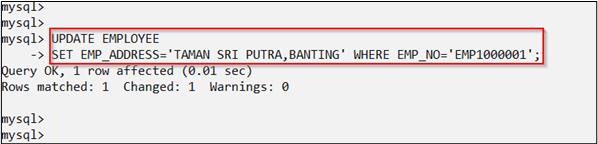 mysql>
mysql>
mysql> UPDATE EMPLOYEE
    -> SET EMP_ADDRESS='TAMAN SRI PUTRA,BANTING' WHERE EMP_NO='EMP1000001';
Query OK, 1 row affected (0.01 sec)
Rows matched: 1  Changed: 1  Warnings: 0
mysql>
mysql>